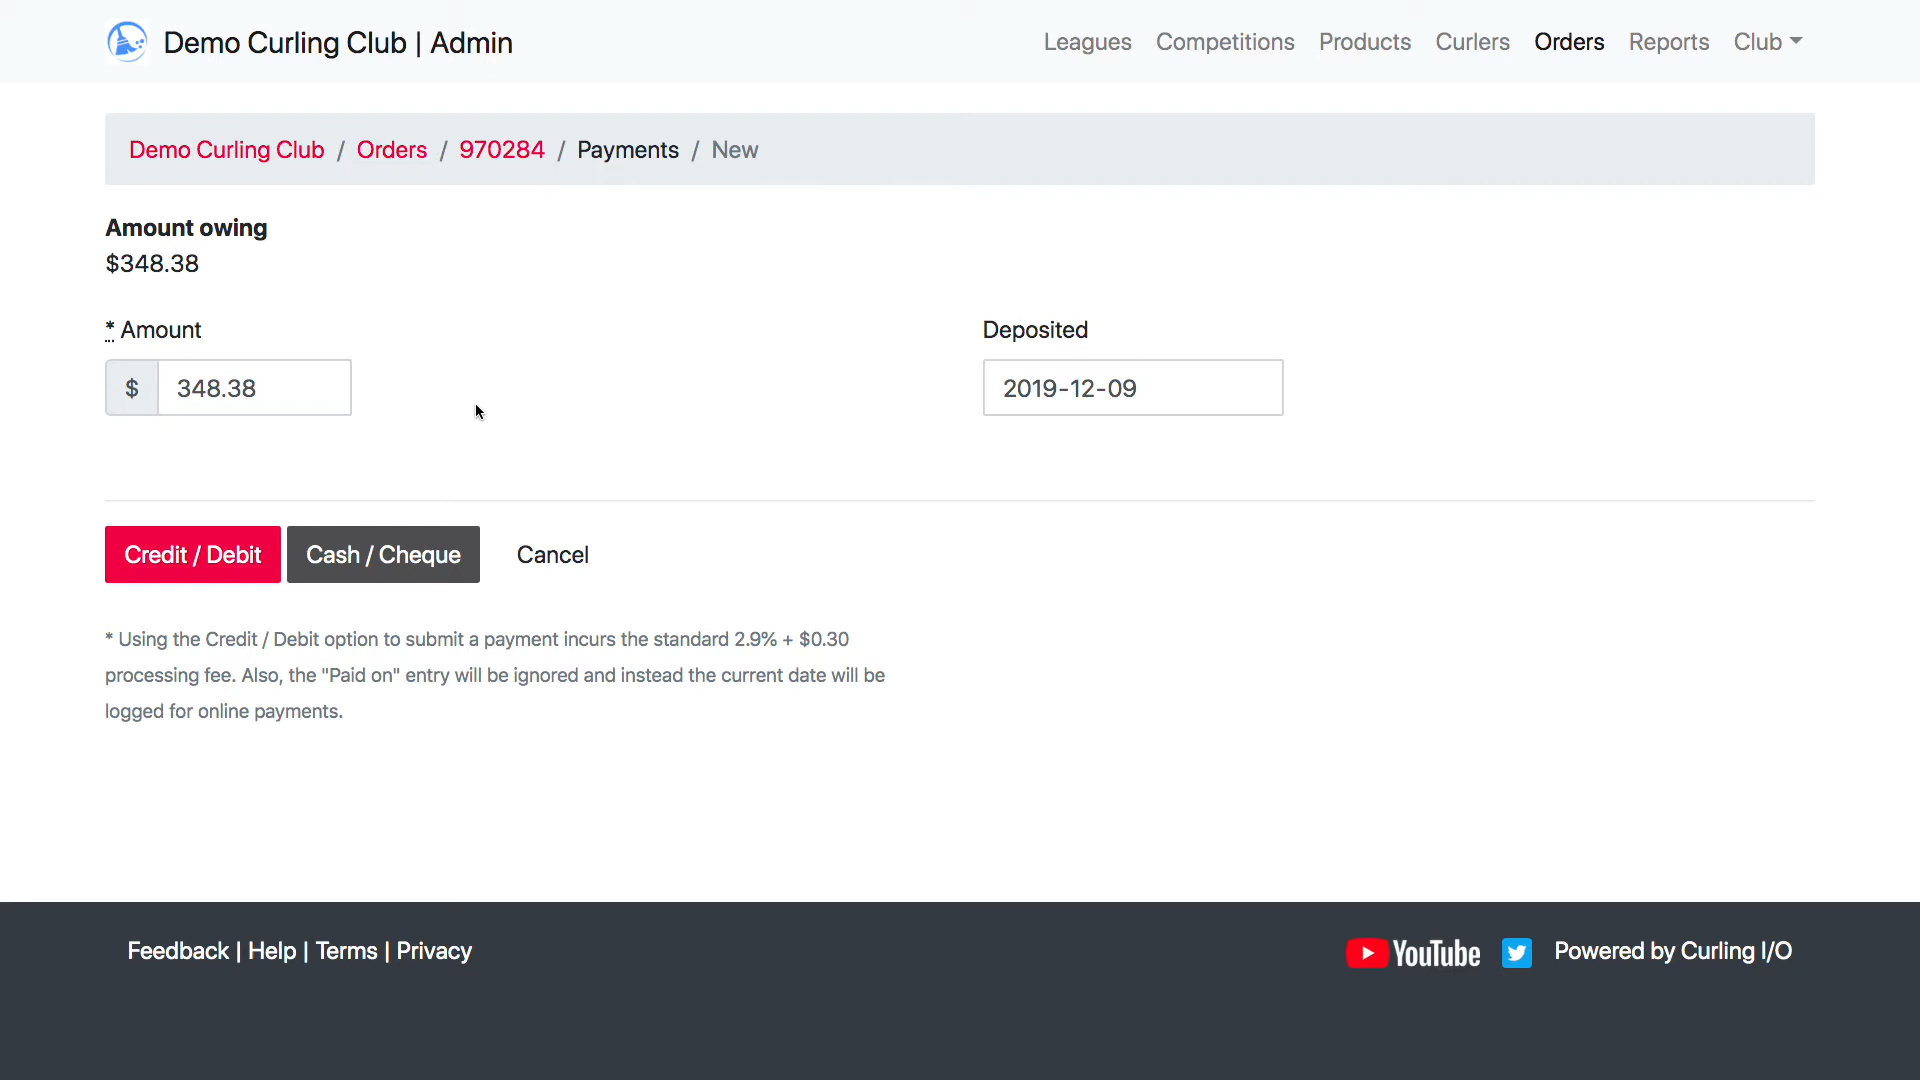 Demo Curling Club | Admin
Leagues Competitions Products Curlers Orders Reports Club
Demo Curling Club / Orders / 970284 / Payments / New
Amount owing
$348.38
* Amount
Deposited
$ 348.38
2019-12-09
Credit / Debit
Cash / Cheque
Cancel
* Using the Credit / Debit option to submit a payment incurs the standard 2.9% + $0.30
processing fee. Also, the "Paid on" entry will be ignored and instead the current date will be
logged for online payments.
Feedback | Help | Terms | Privacy
YouTube
Powered by Curling I/O